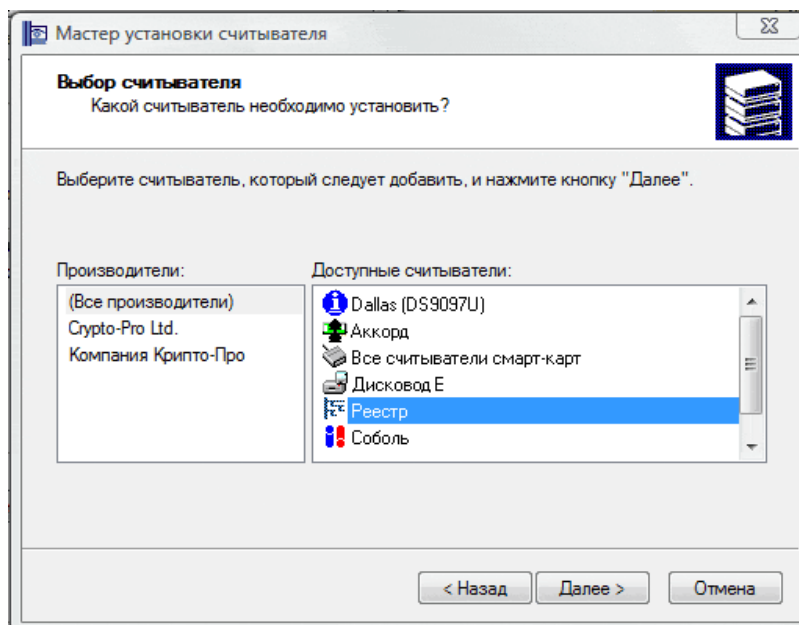 Мастер установки считывателя
Выбор считывателя
Какой считыватель необходимо установить?
Выберите считыватель, который следует добавить, и нажмите кнопку "Далее".
Производители:
(Все производители)
Crypto-Pro Ltd.
Компания Крипто-Про
Доступные считыватели:
Dallas (DS9097U)
Аккорд
Все считыватели смарт-карт
Дисковод E
Реестр
Соболь
< Назад
Далее >
Отмена